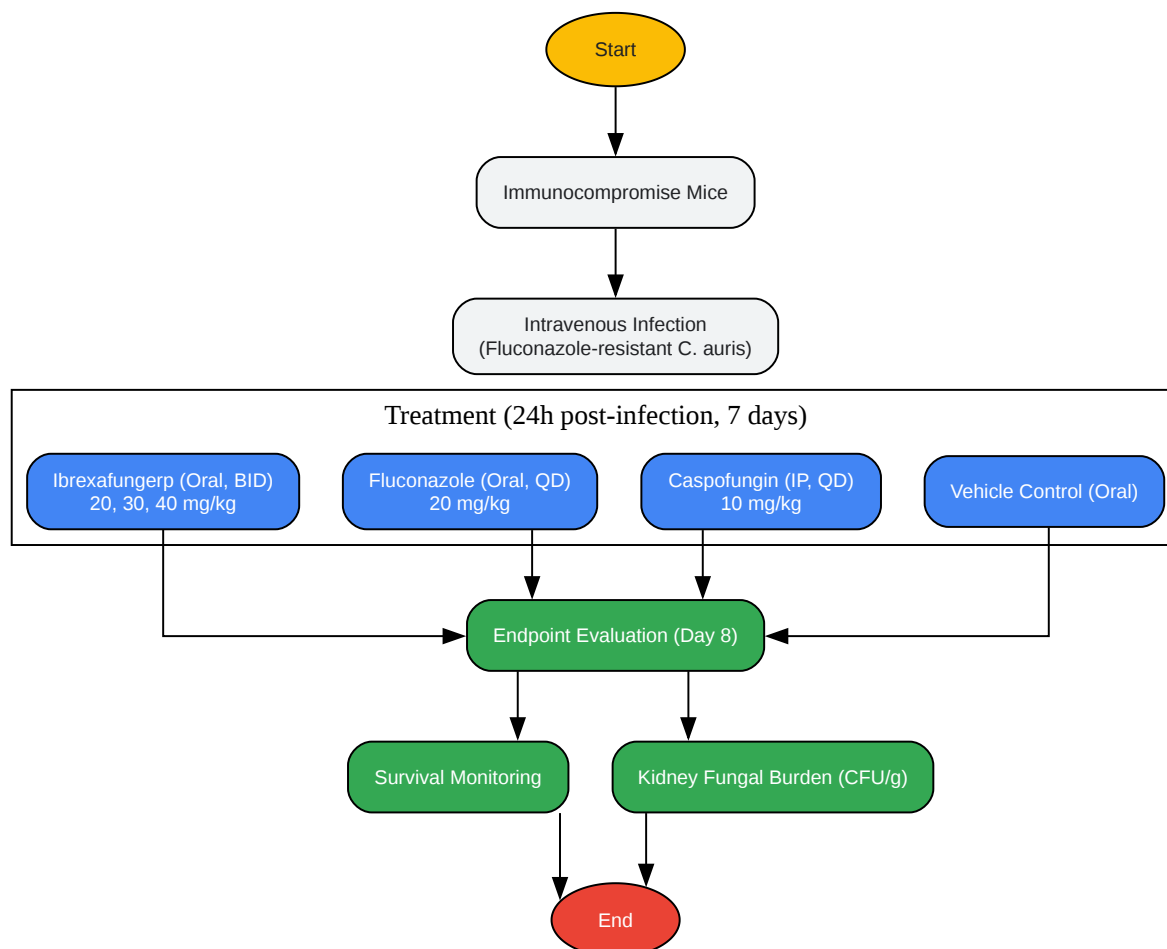 Start
Immunocompromise Mice
Intravenous Infection
(Fluconazole-resistant C. auris)
Treatment (24h post-infection, 7 days)
Ibrexafungerp (Oral, BID)
20, 30, 40 mg/kg
Fluconazole (Oral, QD)
20 mg/kg
Caspofungin (IP, QD)
10 mg/kg
Vehicle Control (Oral)
Endpoint Evaluation (Day 8)
Survival Monitoring
Kidney Fungal Burden (CFU/g)
End